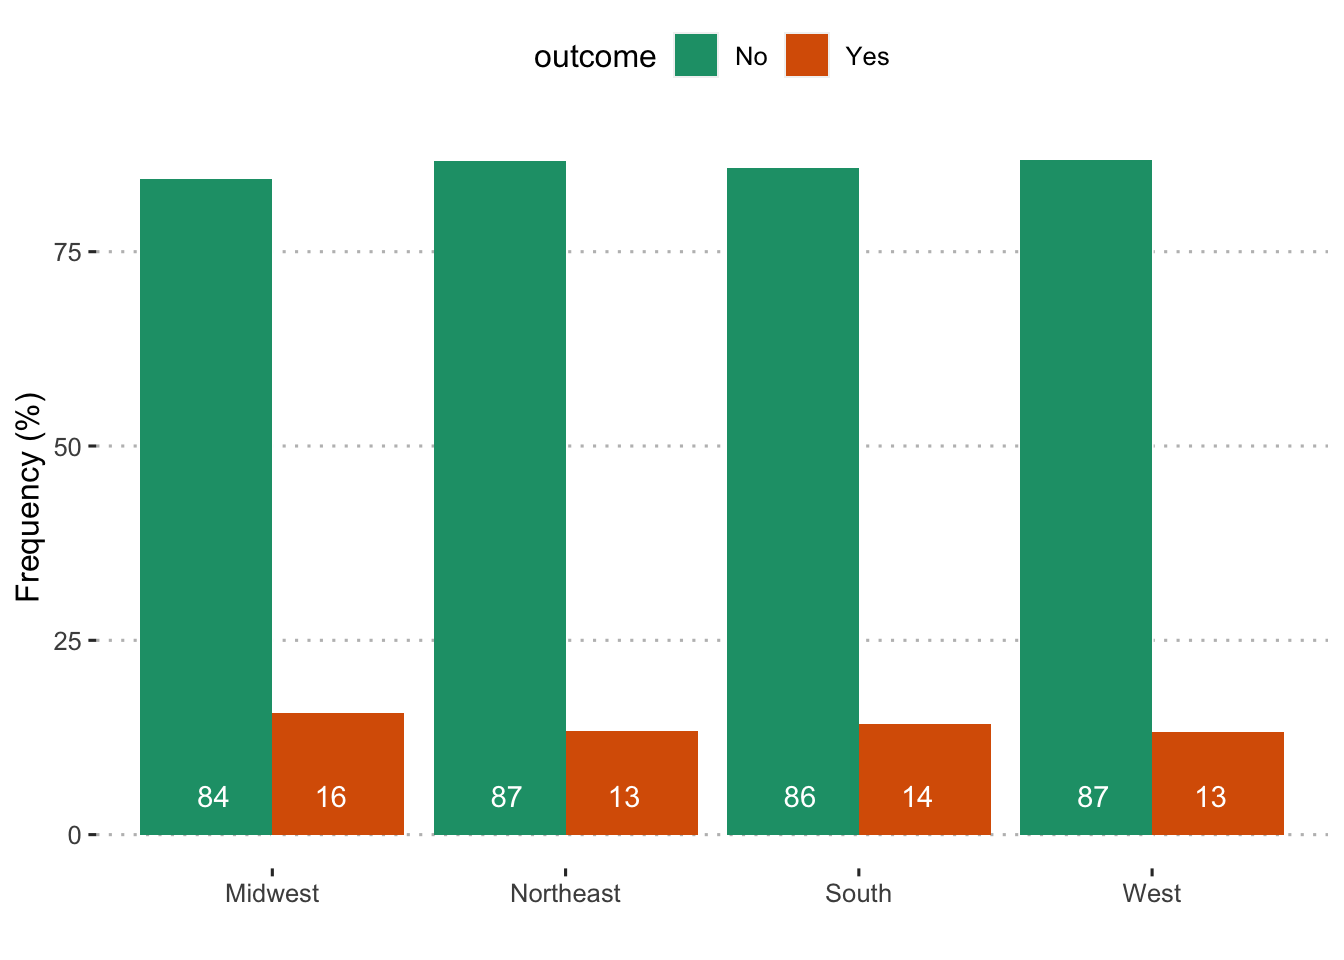 outcome No Yes
Frequency (%)
75
50
25
0
84 16 87 13 86 14 87 13
Midwest Northeast South West